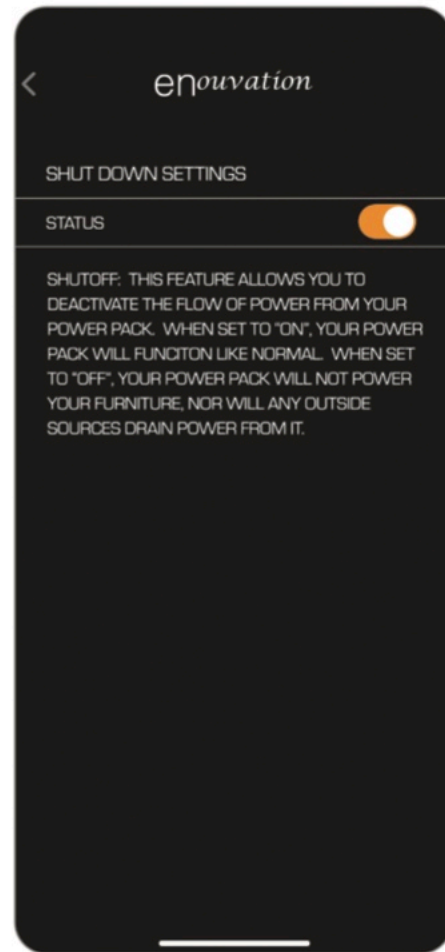 enouvation
SHUT DOWN SETTINGS
STATUS
SHUTOFF: THIS FEATURE ALLOWS YOU TO
DEACTIVATE THE FLOW OF POWER FROM YOUR
POWER PACK. WHEN SET TO "ON", YOUR POWER
PACK WILL FUNCITON LIKE NORMAL. WHEN SET
TO "OFF", YOUR POWER PACK WILL NOT POWER
YOUR FURNITURE, NOR WILL ANY OUTSIDE
SOURCES DRAIN POWER FROM IT.